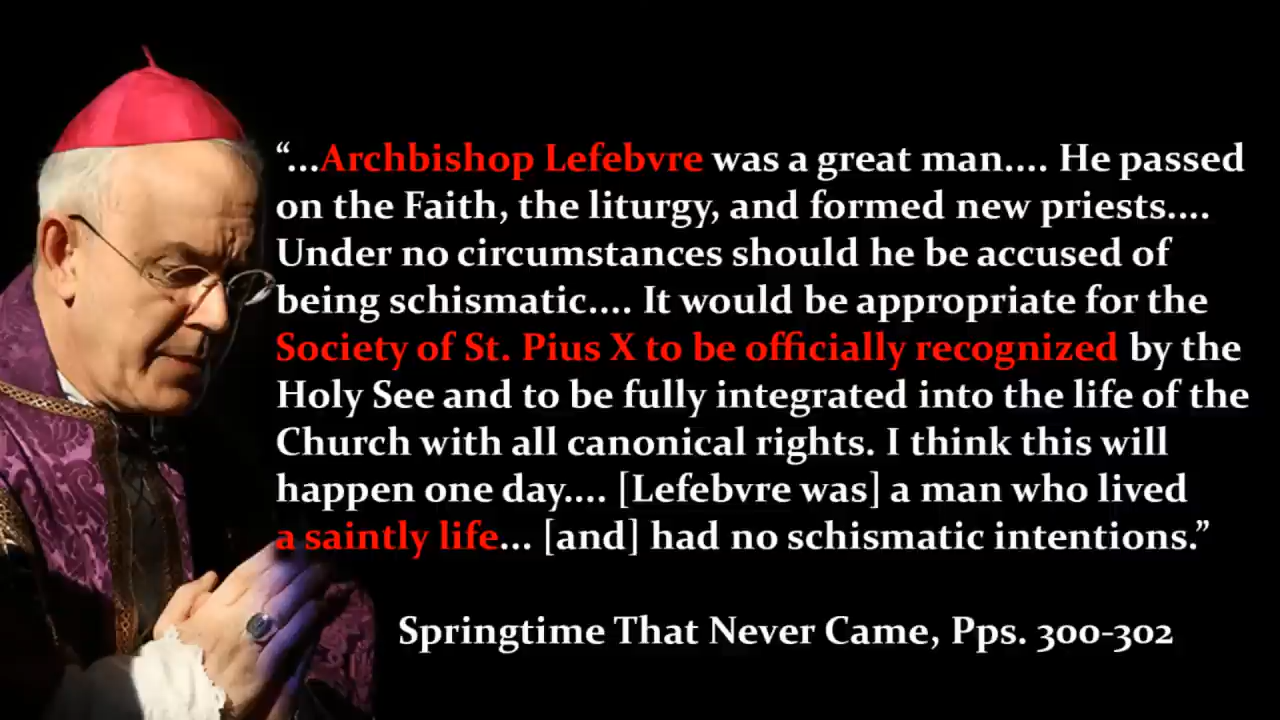 “...Archbishop Lefebvre was a great man.... He passed
on the Faith, the liturgy, and formed new priests....
Under no circumstances should he be accused of
being schismatic.... It would be appropriate for the
Society of St. Pius X to be officially recognized by the
Holy See and to be fully integrated into the life of the
Church with all canonical rights. I think this will
happen one day.... [Lefebvre was] a man who lived
a saintly life... [and] had no schismatic intentions.”
Springtime That Never Came, Pps. 300-302